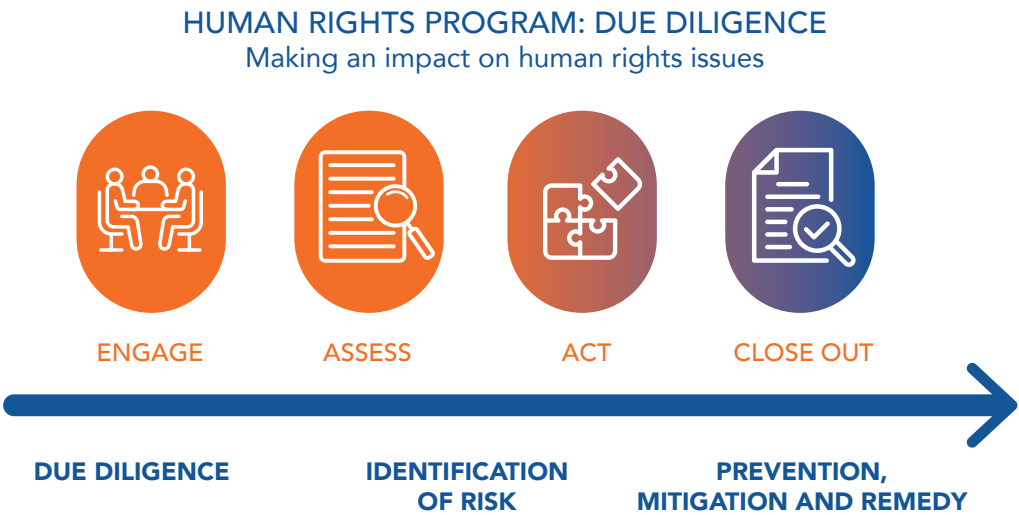 HUMAN RIGHTS PROGRAM: DUE DILIGENCE
Making an impact on human rights issues
ENGAGE
ASSESS
ACT
CLOSE OUT
DUE DILIGENCE
IDENTIFICATION
OF RISK
PREVENTION,
MITIGATION AND REMEDY